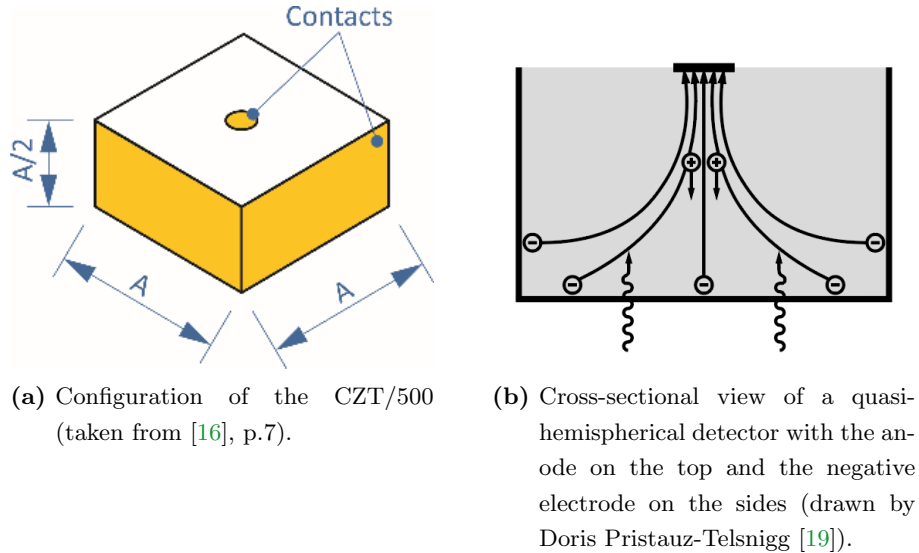 Contacts
A/2
A
A
(a) Configuration of the CZT/500
(taken from [16], p.7).
(b) Cross-sectional view of a quasi-
hemispherical detector with the an-
ode on the top and the negative
electrode on the sides (drawn by
Doris Pristauz-Telsnigg [19]).